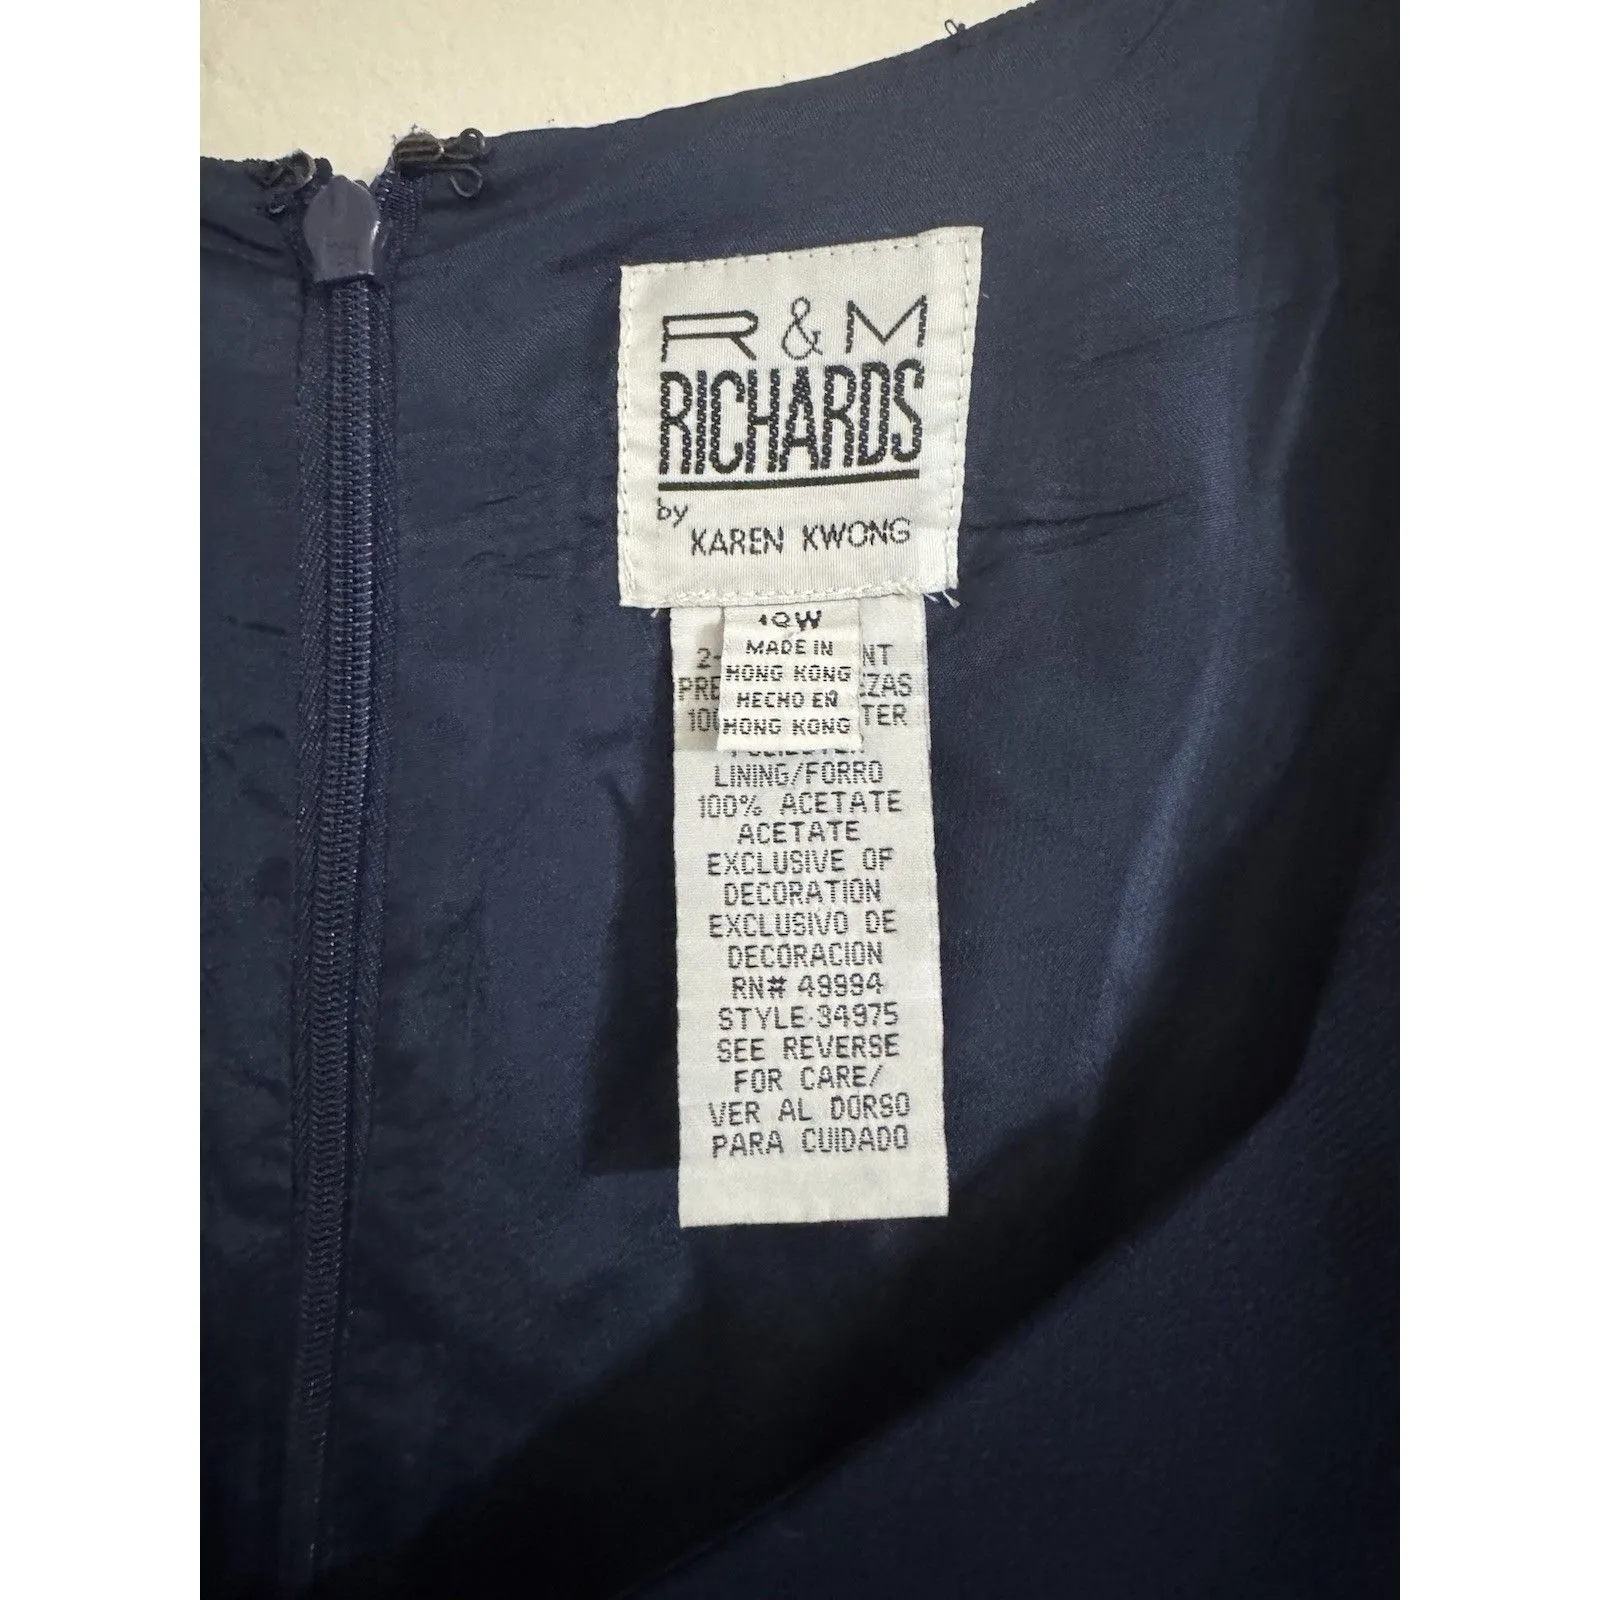 R & M
RICHARDS
by
KAREN KWONG
MADE IN
HONG KONG
HECHO EN
HONG KONG
LINING/FORRO
100% ACETATE
ACETATE
EXCLUSIVE OF
DECORATION
EXCLUSIVO DE
DECORACION
RN# 49994
STYLE 34975
SEE REVERSE
FOR CARE/
VER AL DORSO
PARA CUIDADO